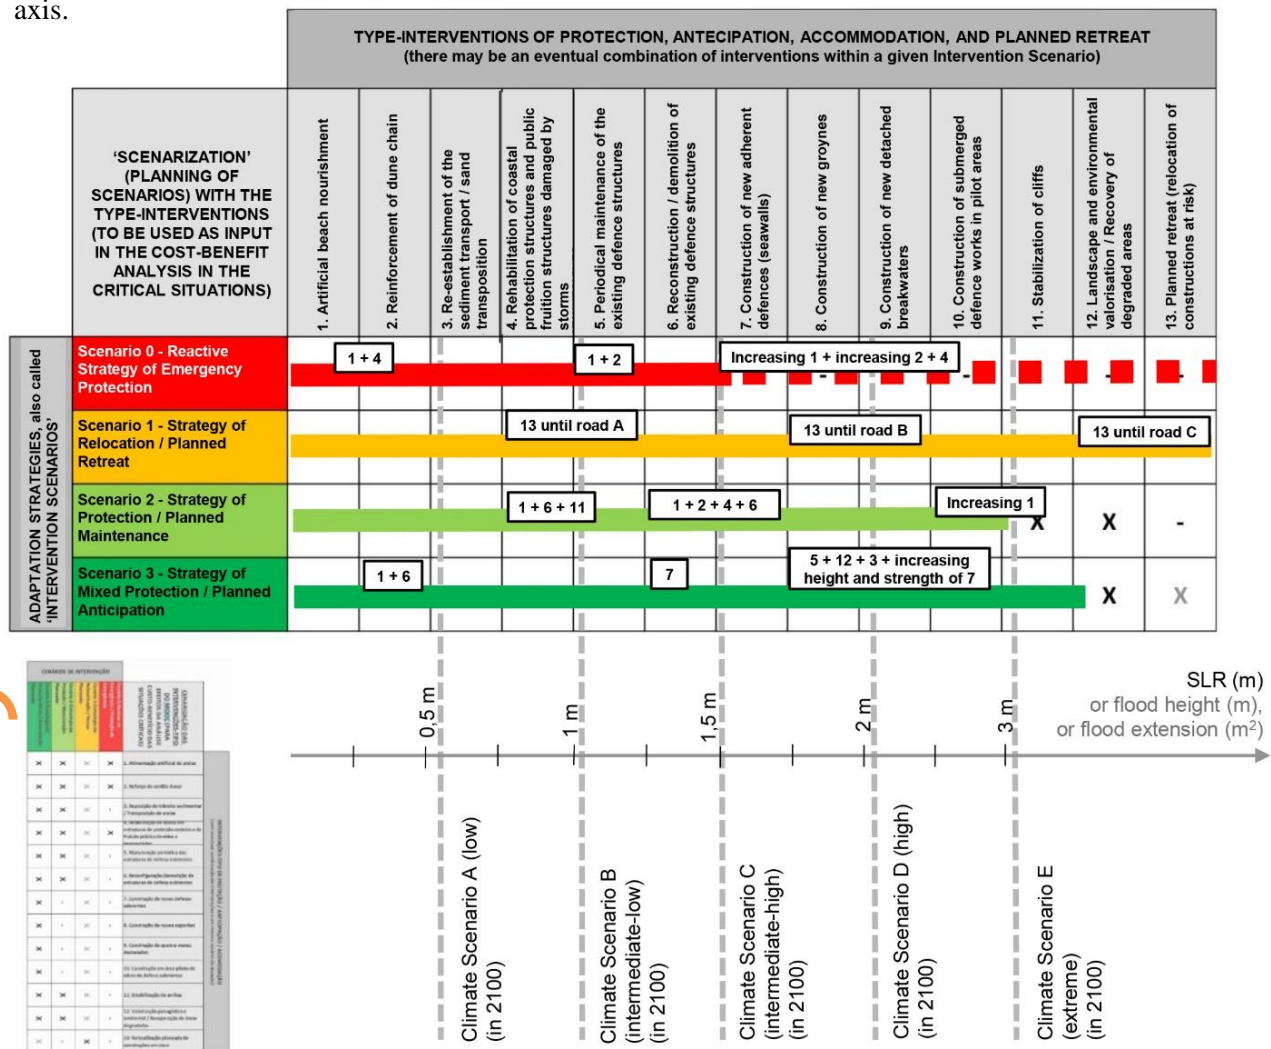 axis.
TYPE-INTERVENTIONS OF PROTECTION, ANTECIPATION, ACCOMMODATION, AND PLANNED RETREAT
(there may be an eventual combination of interventions within a given Intervention Scenario)
‘SCENARIZATION’
(PLANNING OF
SCENARIOS) WITH THE
TYPE-INTERVENTIONS
(TO BE USED AS INPUT
IN THE COST-BENEFIT
ANALYSIS IN THE
CRITICAL SITUATIONS)
1. Artificial beach nourishment
2. Reinforcement of dune chain
3. Re-establishment of the
sediment transport / sand
transposition
4. Rehabilitation of coastal
protection structures and public
fruition structures damaged by
storms
5. Periodical maintenance of the
existing defence structures
6. Reconstruction / demolition of
existing defence structures
7. Construction of new adherent
defences (seawalls)
8. Construction of new groynes
9. Construction of new detached
breakwaters
10. Construction of submerged
defence works in pilot areas
11. Stabilization of cliffs
12. Landscape and environmental
valorisation / Recovery of
degraded areas
13. Planned retreat (relocation of
constructions at risk)
ADAPTATION STRATEGIES, also called
‘INTERVENTION SCENARIOS’
Scenario 0 - Reactive
Strategy of Emergency
Protection
1 + 4
1 + 2
Increasing 1 + increasing 2 + 4
Scenario 1 - Strategy of
Relocation / Planned
Retreat
13 until road A
13 until road B
13 until road C
Scenario 2 - Strategy of
Protection / Planned
Maintenance
1 + 6 + 11
1 + 2 + 4 + 6
Increasing 1
X
X
-
Scenario 3 - Strategy of
Mixed Protection / Planned
Anticipation
1 + 6
7
5 + 12 + 3 + increasing
height and strength of 7
X
X
0,5 m
1 m
1,5 m
2 m
3 m
SLR (m)
or flood height (m),
or flood extension (m²)
Climate Scenario A (low)
(in 2100)
Climate Scenario B
(intermediate-low)
(in 2100)
Climate Scenario C
(intermediate-high)
(in 2100)
Climate Scenario D (high)
(in 2100)
Climate Scenario E
(extreme)
(in 2100)